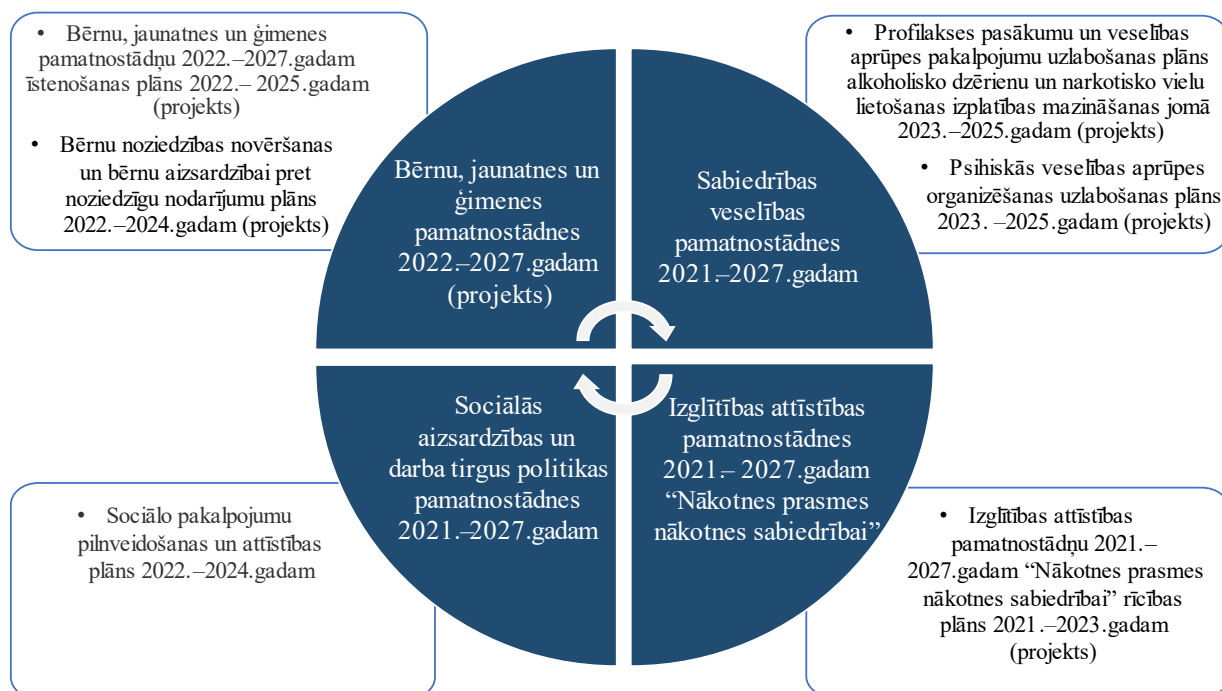 • Bērnu, jaunatnes un ģimenes
pamatnostādņu 2022.–2027.gadam
īstenošanas plāns 2022.– 2025.gadam
(projekts)
• Bērnu noziedzības novēršanas
un bērnu aizsardzībai pret
noziedzīgu nodarījumu plāns
2022.–2024.gadam (projekts)
Bērnu, jaunatnes un
ģimenes
pamatnostādnes
2022.–2027.gadam
(projekts)
Sabiedrības
veselības
pamatnostādnes
2021.–2027.gadam
• Profilakses pasākumu un veselības
aprūpes pakalpojumu uzlabošanas plāns
alkoholisko dzērienu un narkotisko vielu
lietošanas izplatības mazināšanas jomā
2023.–2025.gadam (projekts)
• Psihiskās veselības aprūpes
organizēšanas uzlabošanas plāns
2023. –2025.gadam (projekts)
• Sociālo pakalpojumu
pilnveidošanas un attīstības
plāns 2022.–2024.gadam
Sociālās
aizsardzības un
darba tirgus politikas
pamatnostādnes
2021.–2027.gadam
Izglītības attīstības
pamatnostādnes
2021.– 2027.gadam
“Nākotnes prasmes
nākotnes sabiedrībai”
• Izglītības attīstības
pamatnostādņu 2021.–
2027.gadam “Nākotnes prasmes
nākotnes sabiedrībai” rīcības
plāns 2021.–2023.gadam
(projekts)